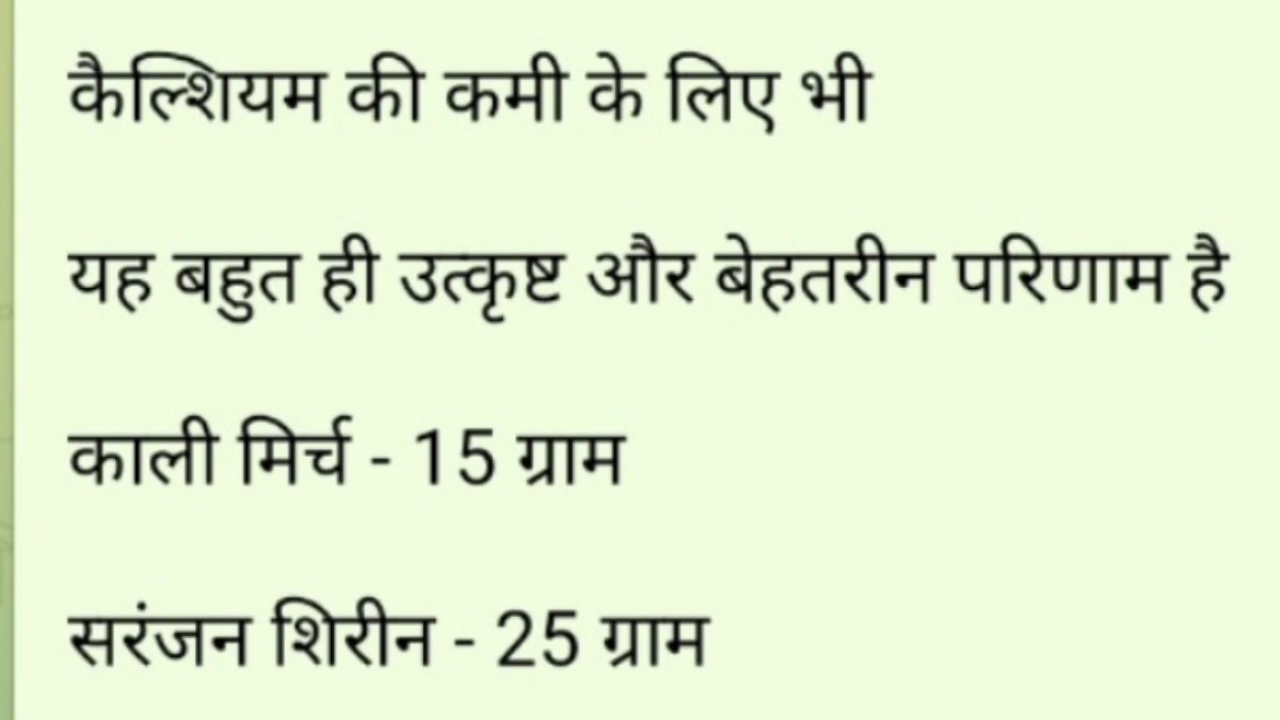 कैल्शियम की कमी के लिए भी
यह बहुत ही उत्कृष्ट और बेहतरीन परिणाम है
काली मिर्च - 15 ग्राम
सरंजन शिरीन - 25 ग्राम